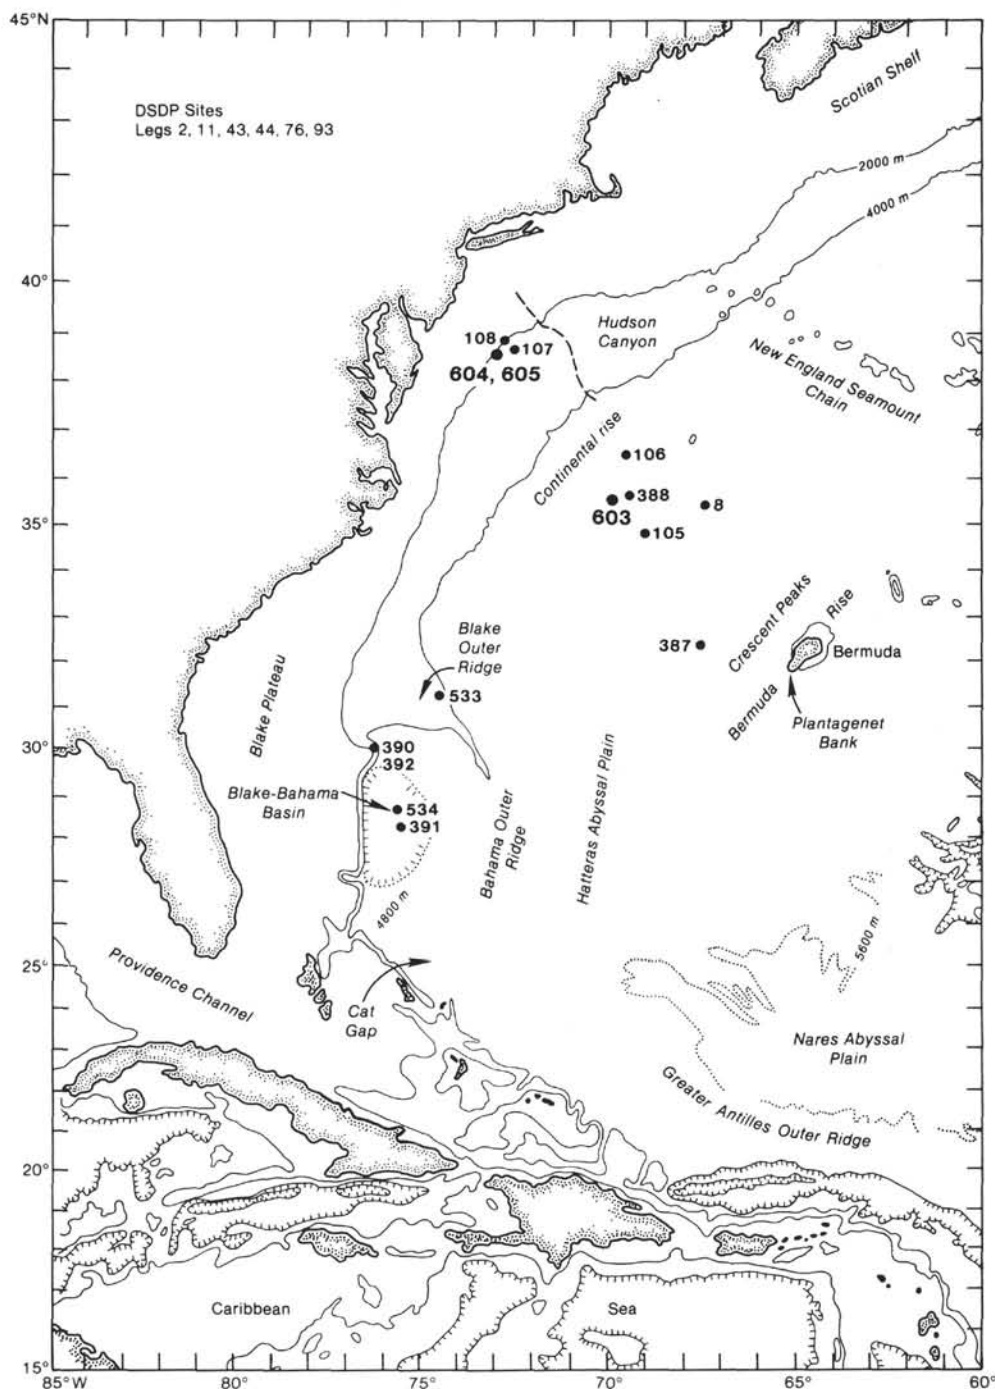 45°N
DSDP Sites
Legs 2, 11, 43, 44, 76, 93
Scotian Shelf
2000 m
4000 m
40°
Hudson
Canyon
108
107
604, 605
New England Seamount
Chain
Continental rise
106
388
603
8
105
35°
Crescent Peaks
Bermuda Rise
Bermuda
387
Plantagenet
Bank
Blake
Outer
Ridge
533
Blake Plateau
30°
390
392
Blake-Bahama
Basin
534
391
Bahama Outer
Ridge
Hatteras Abyssal Plain
4800 m
5600 m
25°
Providence Channel
Cat
Gap
Nares Abyssal
Plain
Greater Antilles Outer Ridge
20°
Caribbean Sea
15°
85°W 80° 75° 70° 65° 60°